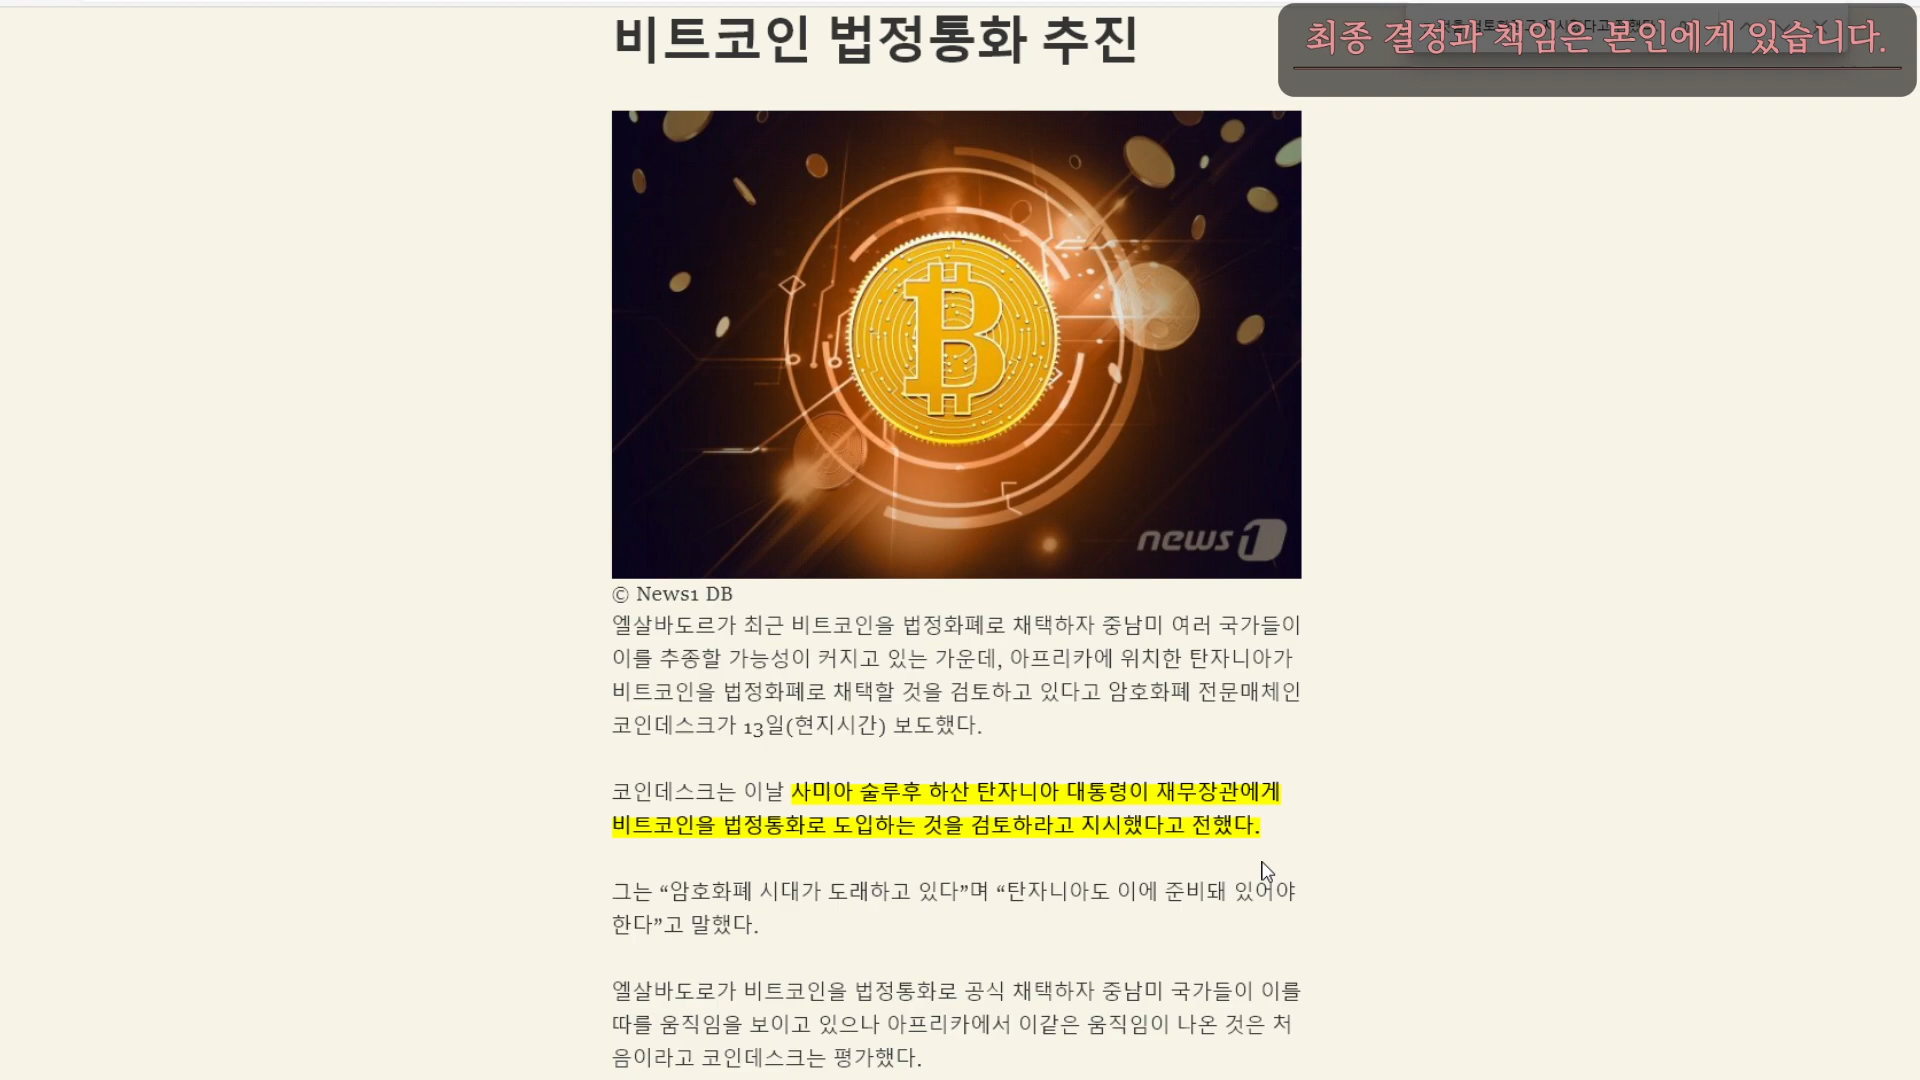 비트코인 법정통화 추진
최종 결정과 책임은 본인에게 있습니다.
news1
© News1 DB
엘살바도르가 최근 비트코인을 법정화폐로 채택하자 중남미 여러 국가들이
이를 추종할 가능성이 커지고 있는 가운데, 아프리카에 위치한 탄자니아가
비트코인을 법정화폐로 채택할 것을 검토하고 있다고 암호화폐 전문매체인
코인데스크가 13일(현지시간) 보도했다.
코인데스크는 이날 사미아 술루후 하산 탄자니아 대통령이 재무장관에게
비트코인을 법정통화로 도입하는 것을 검토하라고 지시했다고 전했다.
그는 “암호화폐 시대가 도래하고 있다”며 “탄자니아도 이에 준비돼 있어야
한다”고 말했다.
엘살바도로가 비트코인을 법정통화로 공식 채택하자 중남미 국가들이 이를
따를 움직임을 보이고 있으나 아프리카에서 이같은 움직임이 나온 것은 처
음이라고 코인데스크는 평가했다.